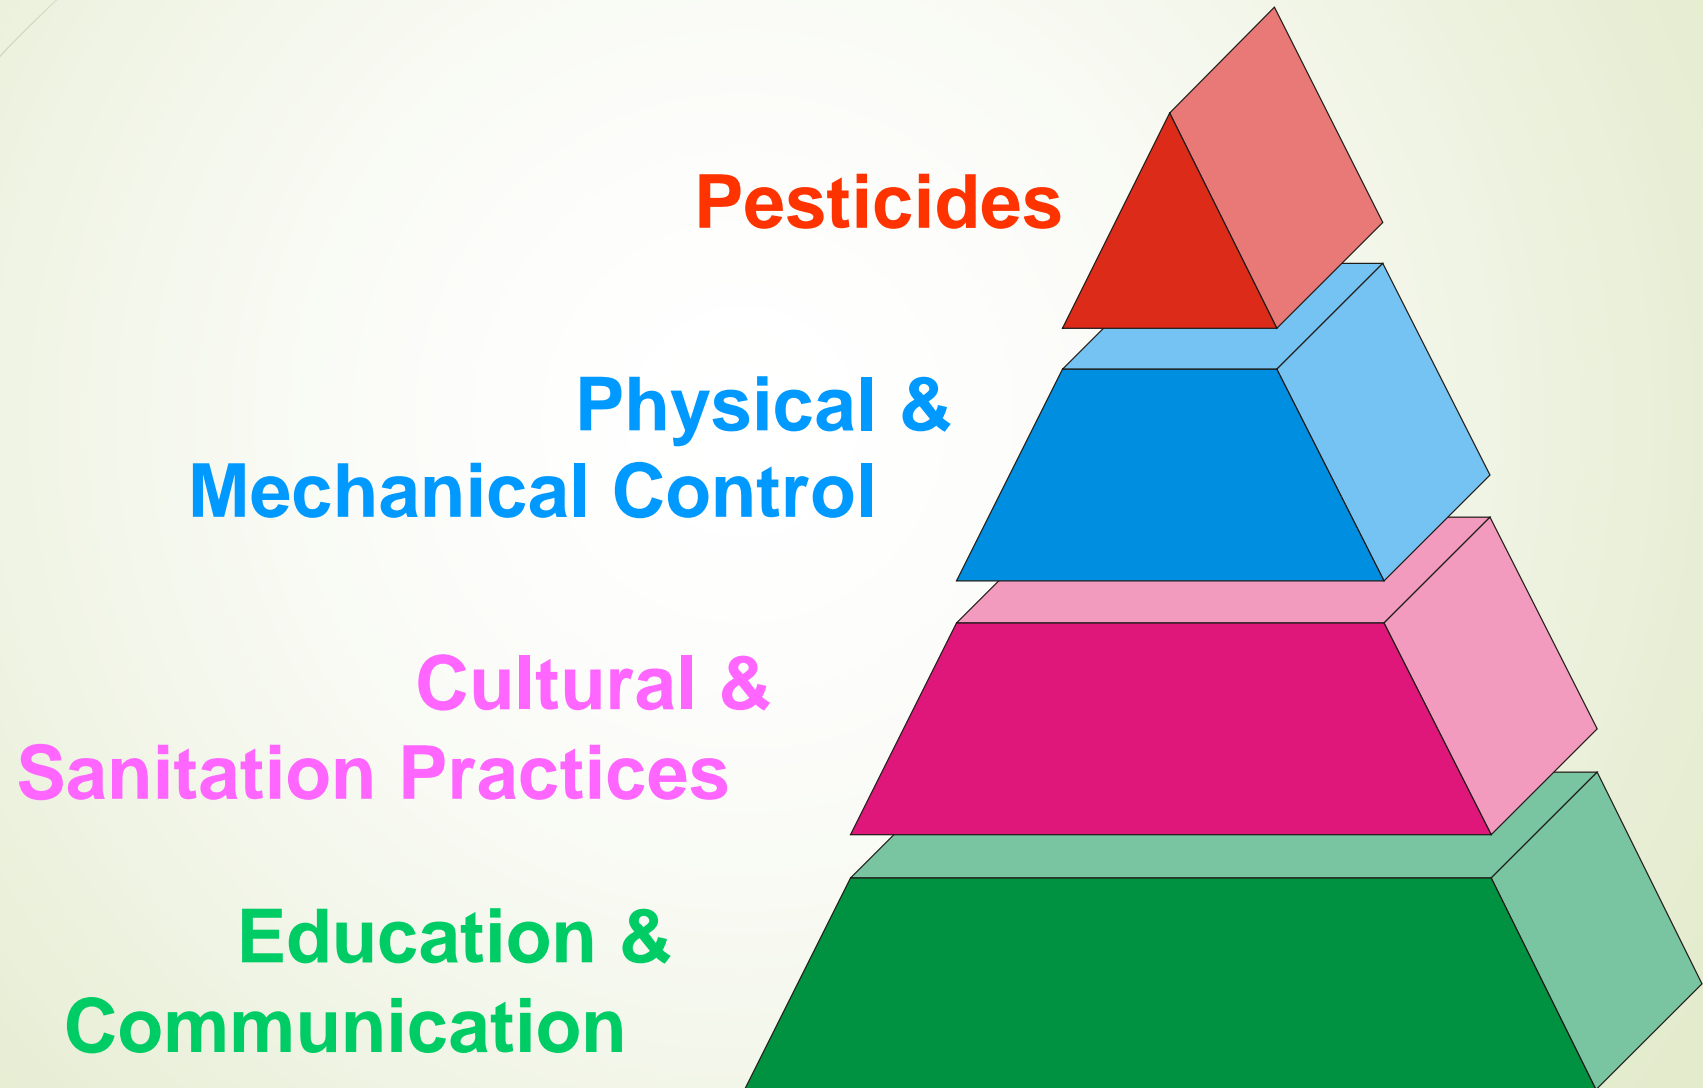 Pesticides
Physical &
Mechanical Control
Cultural &
Sanitation Practices
Education &
Communication